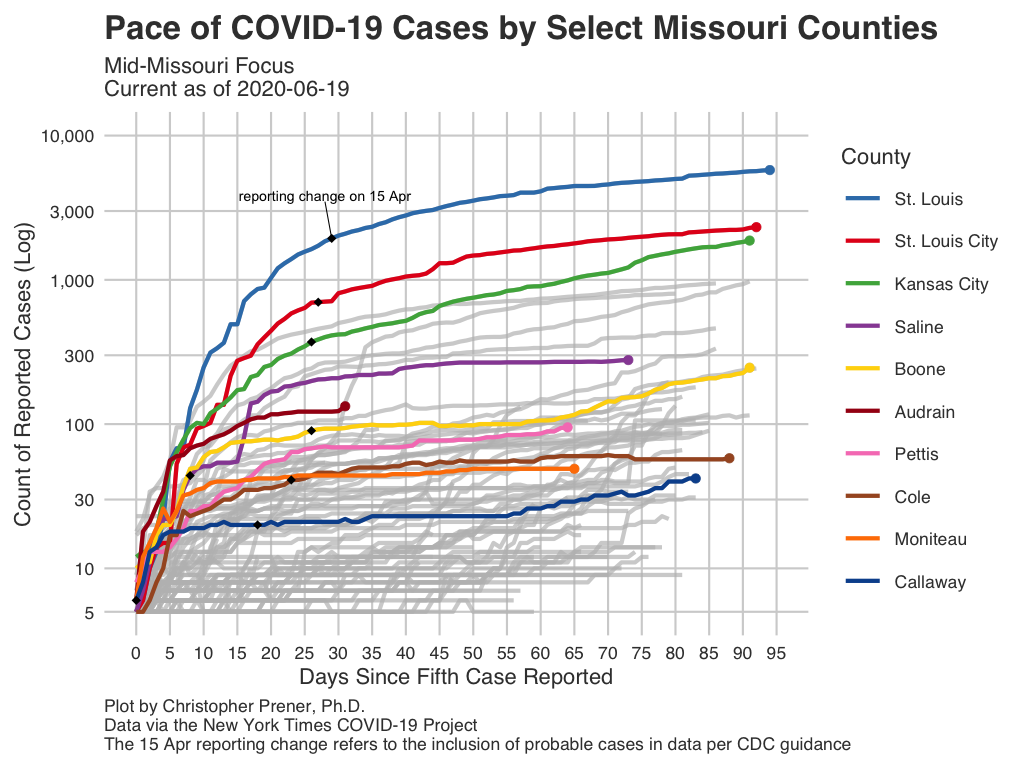 Pace of COVID-19 Cases by Select Missouri Counties
Mid-Missouri Focus
Current as of 2020-06-19
Count of Reported Cases (Log)
10,000
3,000
1,000
300
100
30
10
5
reporting change on 15 Apr
0 5 10 15 20 25 30 35 40 45 50 55 60 65 70 75 80 85 90 95
Days Since Fifth Case Reported
County
St. Louis
St. Louis City
Kansas City
Saline
Boone
Audrain
Pettis
Cole
Moniteau
Callaway
Plot by Christopher Prener, Ph.D.
Data via the New York Times COVID-19 Project
The 15 Apr reporting change refers to the inclusion of probable cases in data per CDC guidance